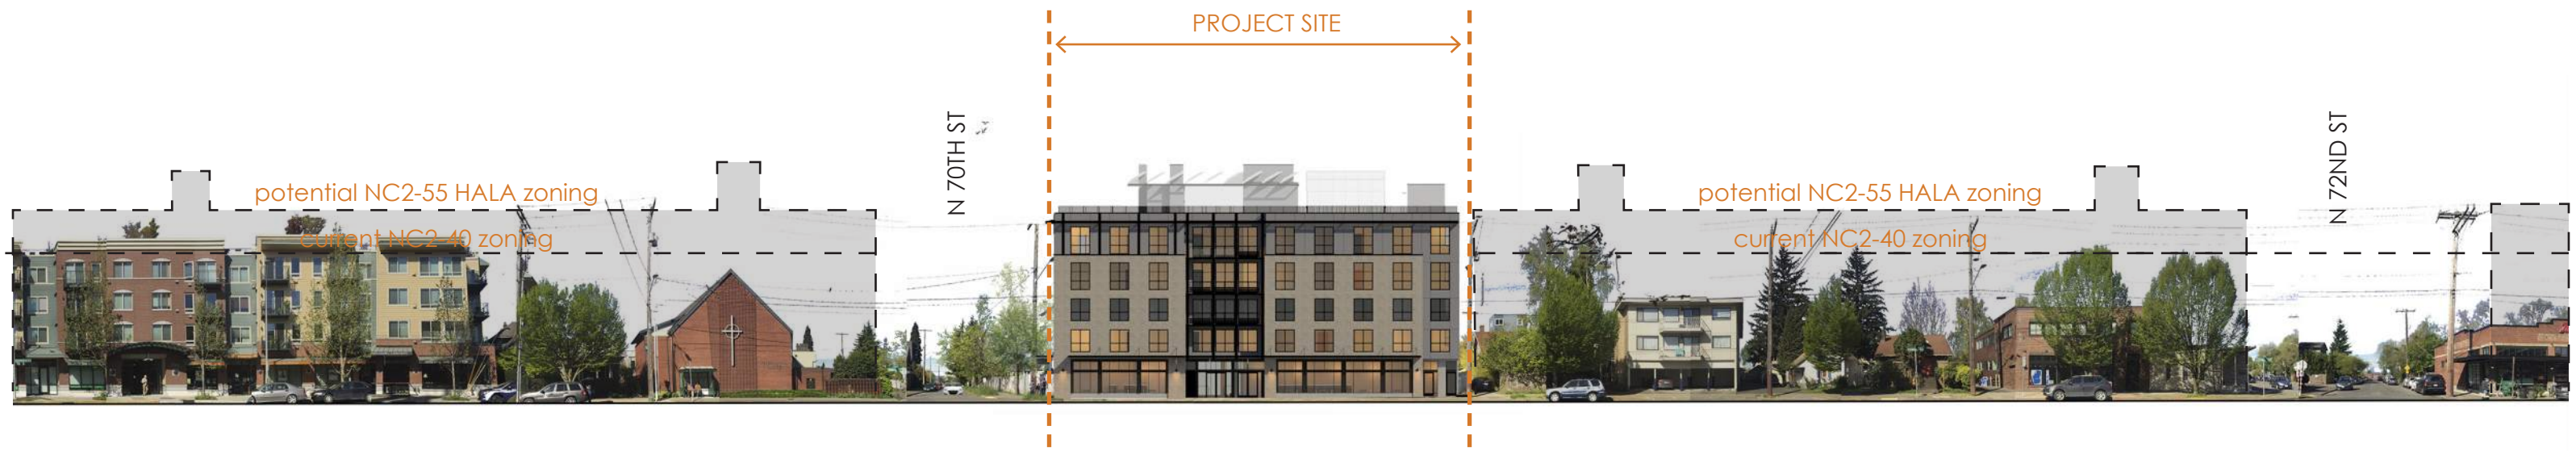 PROJECT SITE
N 70TH ST
N 72ND ST
potential NC2-55 HALA zoning
current NC2-40 zoning
potential NC2-55 HALA zoning
current NC2-40 zoning